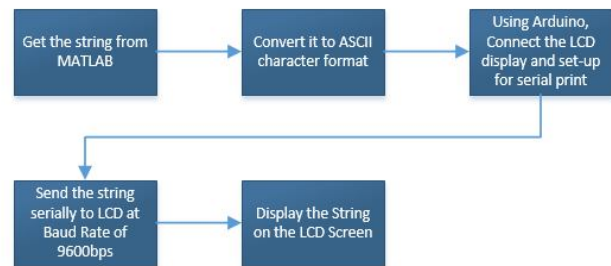 Get the string from
MATLAB
Convert it to ASCII
character format
Using Arduino,
Connect the LCD
display and set-up
for serial print
Send the string
serially to LCD at
Baud Rate of
9600bps
Display the String
on the LCD Screen